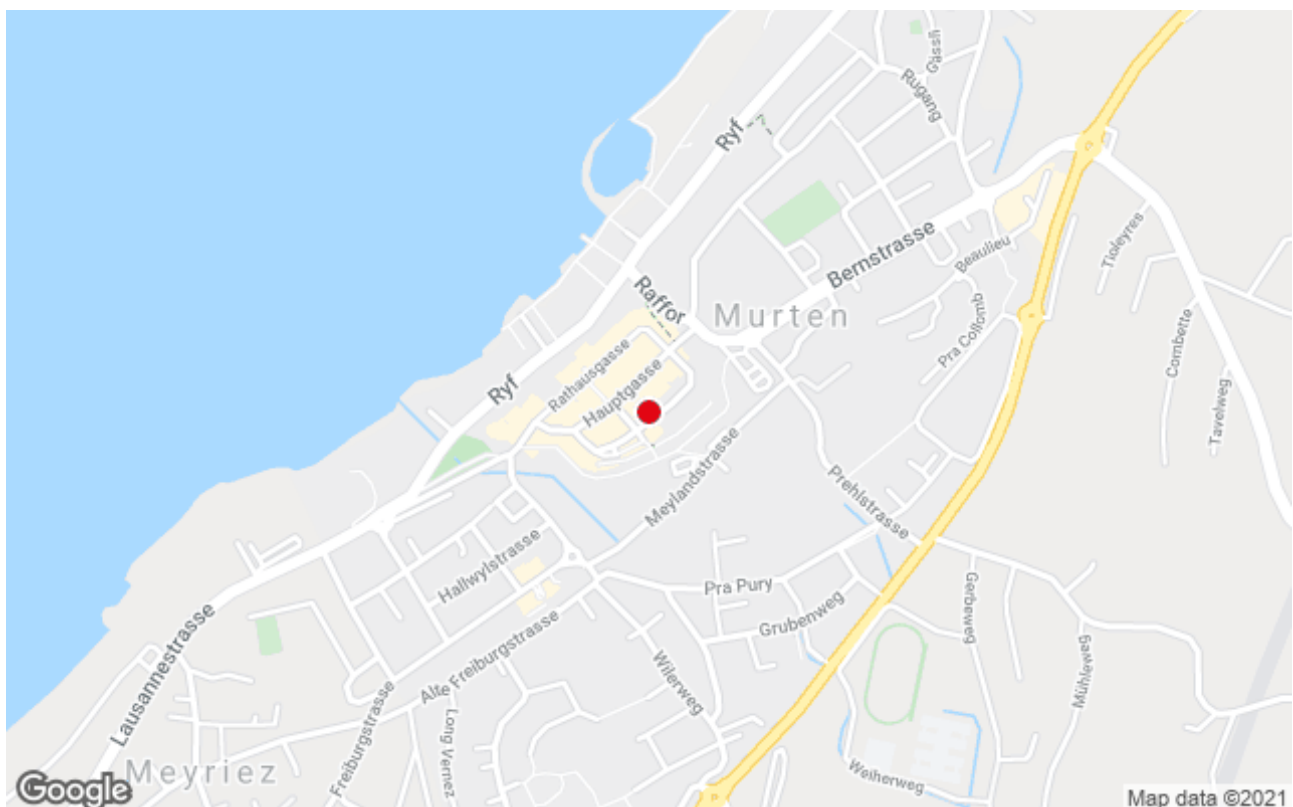 Gässli
Rugang
Ryf
Bernstrasse
Tioleyres
Beaulieu
Raffor
Murten
Pra Collomb
Combette
Rathausgasse
Hauptgasse
Ryf
Tavelweg
Meylandstrasse
Prehlstrasse
Hallwylstrasse
Pra Pury
Grubenweg
Gerbeweg
Lausannestrasse
Alte Freiburgstrasse
Wilerweg
Mühleweg
Freiburgstrasse
Long Vernez
Meyriez
Weiherweg
Google
Map data ©2021